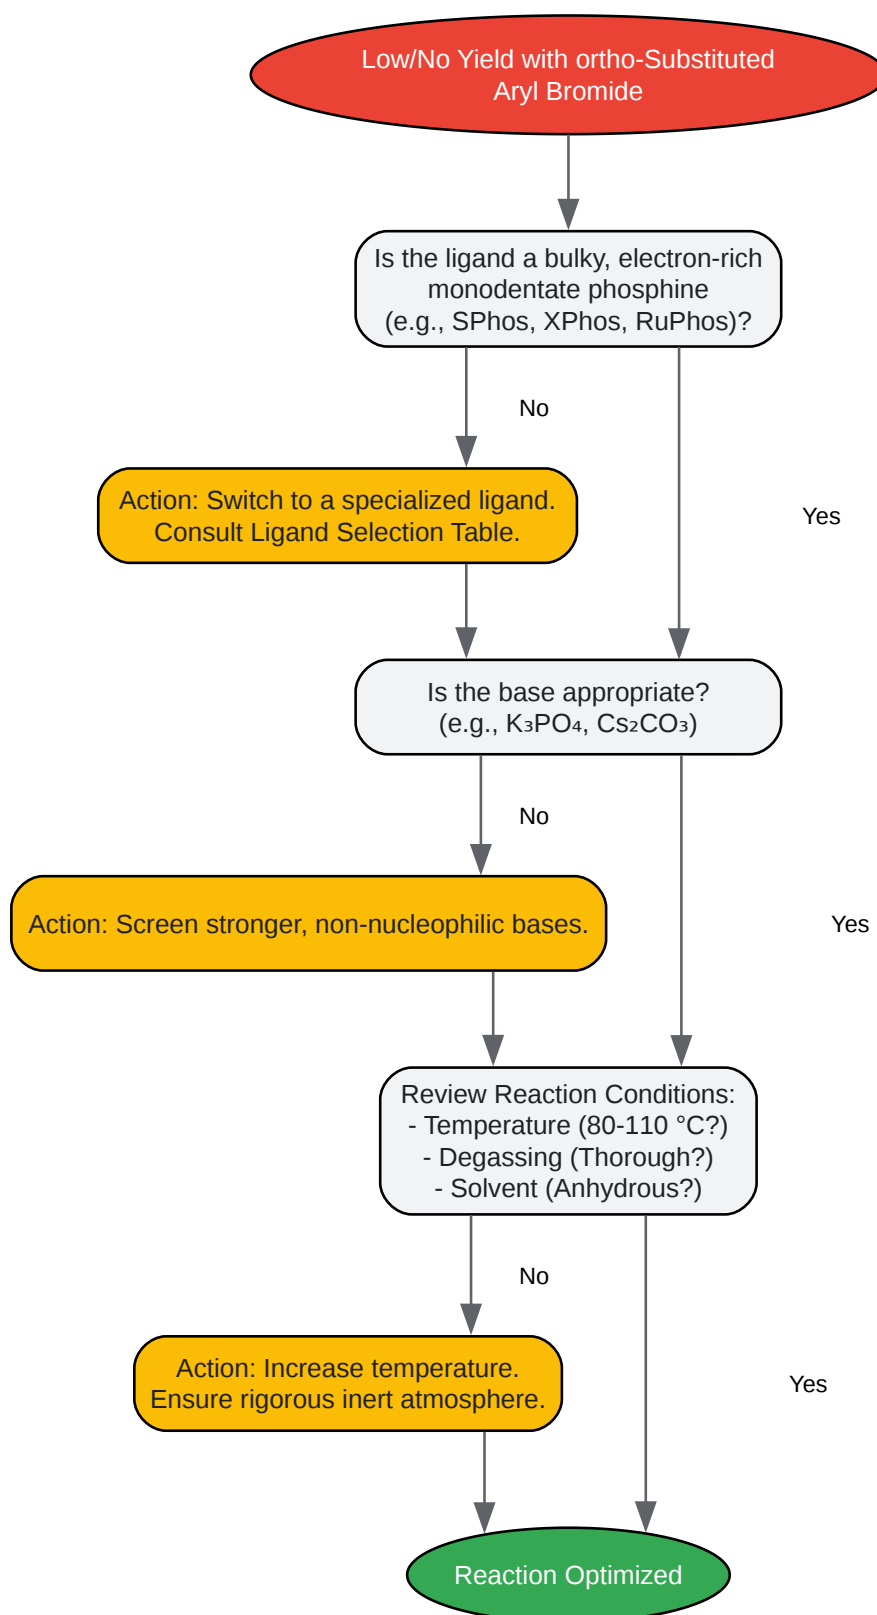 Low/No Yield with ortho-Substituted
Aryl Bromide
Is the ligand a bulky, electron-rich
monodentate phosphine
(e.g., SPhos, XPhos, RuPhos)?
No
Action: Switch to a specialized ligand.
Consult Ligand Selection Table.
Yes
Is the base appropriate?
(e.g., K₃PO₄, Cs₂CO₃)
No
Action: Screen stronger, non-nucleophilic bases.
Yes
Review Reaction Conditions:
- Temperature (80-110 °C?)
- Degassing (Thorough?)
- Solvent (Anhydrous?)
No
Action: Increase temperature.
Ensure rigorous inert atmosphere.
Yes
Reaction Optimized